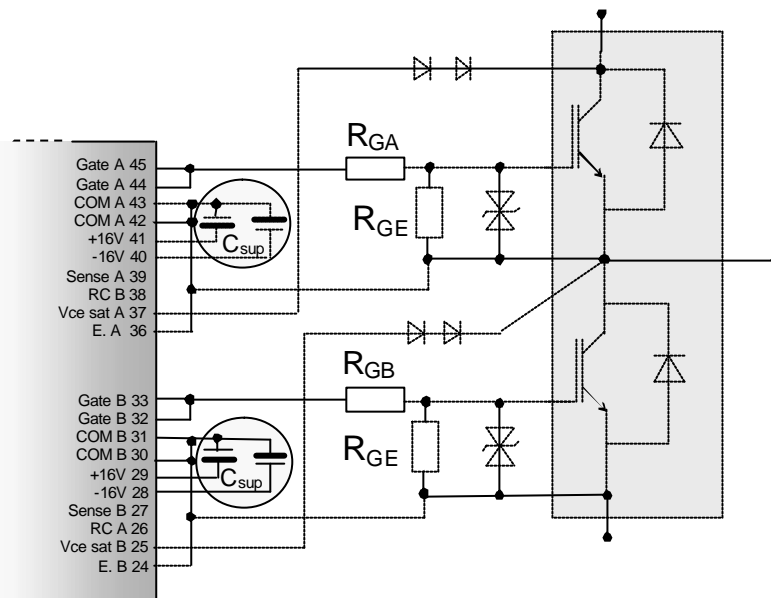 Gate A 45
Gate A 44
COM A 43
COM A 42
+16V 41
-16V 40
Sense A 39
RC B 38
Vce sat A 37
E. A 36
Csup
RGA
RGE
Gate B 33
Gate B 32
COM B 31
COM B 30
+16V 29
-16V 28
Sense B 27
RC A 26
Vce sat B 25
E. B 24
Csup
RGB
RGE